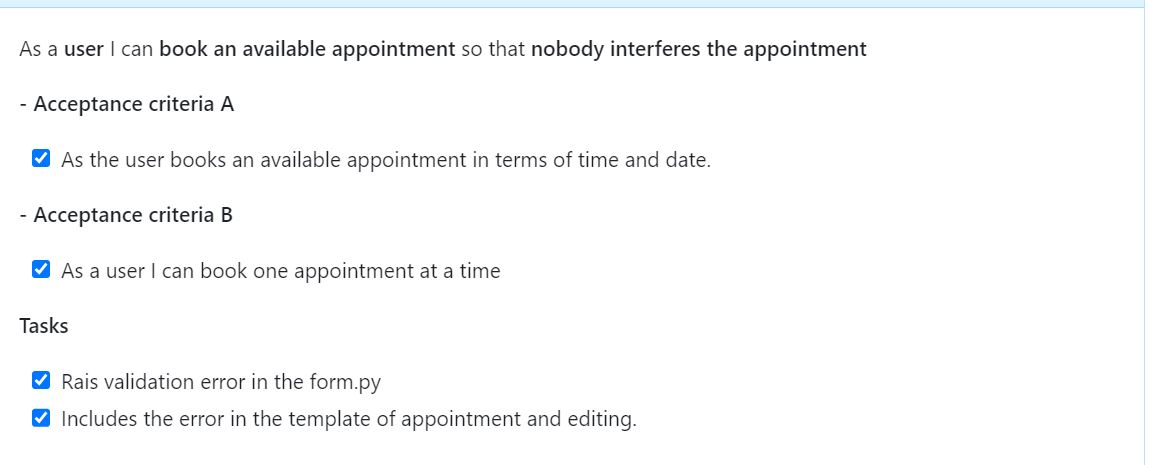 As a user I can book an available appointment so that nobody interferes the appointment
- Acceptance criteria A
As the user books an available appointment in terms of time and date.
- Acceptance criteria B
As a user I can book one appointment at a time
Tasks
Rais validation error in the form.py
Includes the error in the template of appointment and editing.